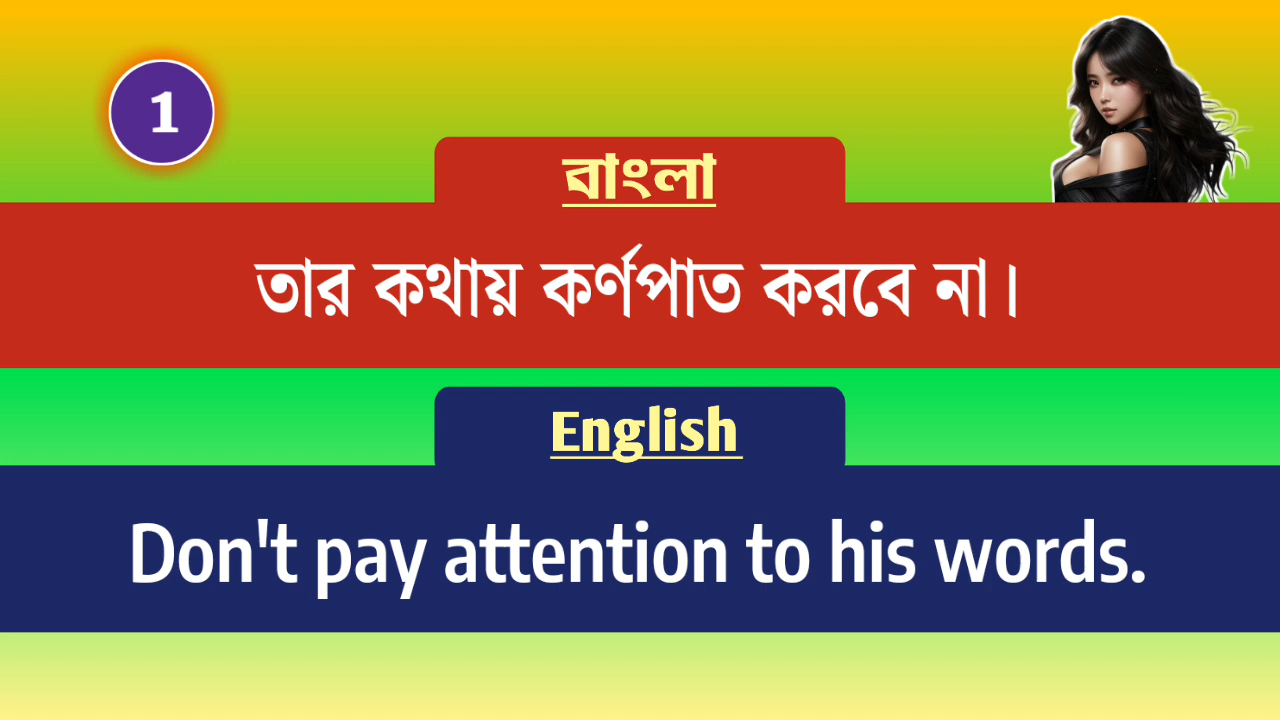 1
বাংলা
তার কথায় কর্ণপাত করবে না।
English
Don't pay attention to his words.